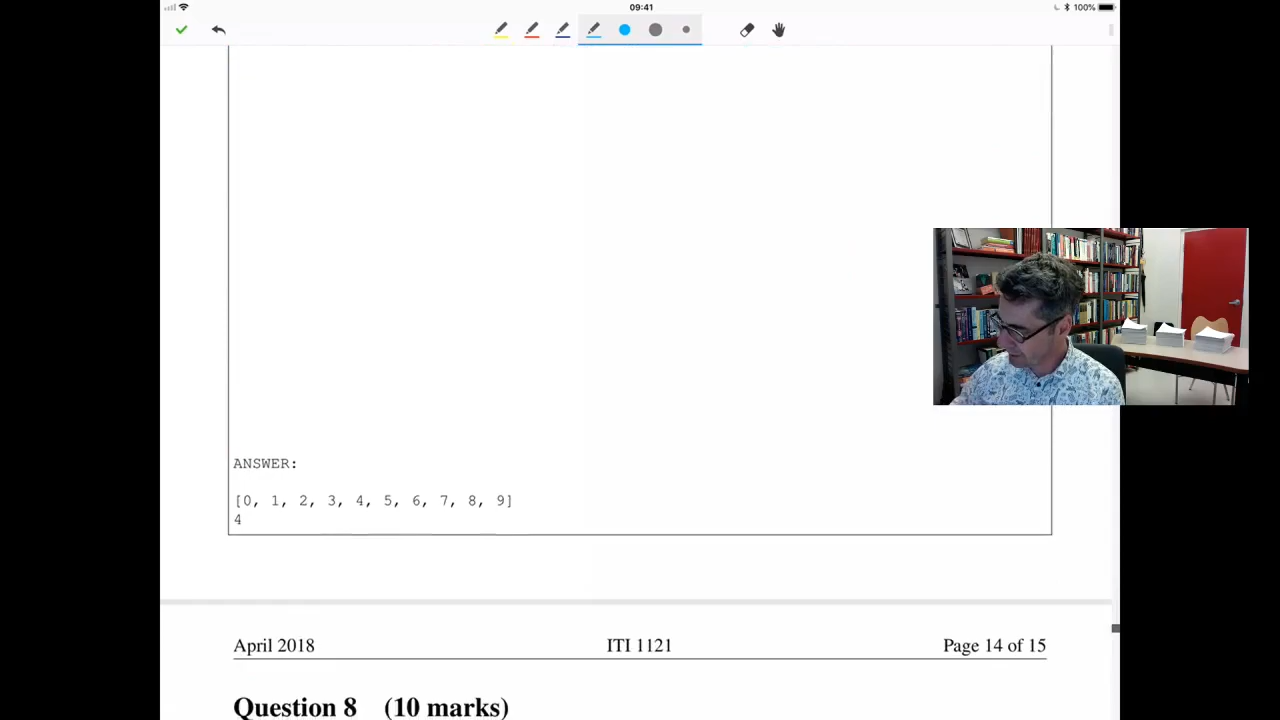 09:41
100%
ANSWER:
[0, 1, 2, 3, 4, 5, 6, 7, 8, 9]
4
April 2018 ITI 1121 Page 14 of 15
Question 8 (10 marks)